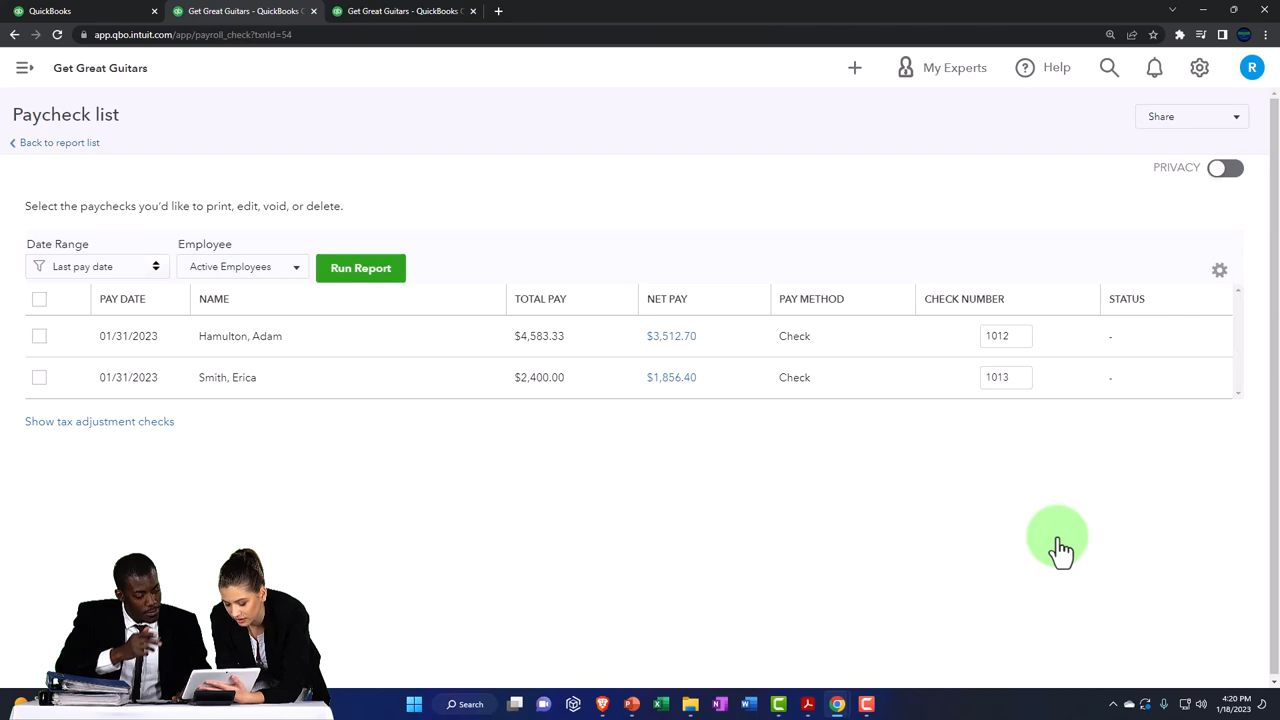 QuickBooks
Get Great Guitars - QuickBooks C
Get Great Guitars - QuickBooks C
app.qbo.intuit.com/app/payroll_check?txnId=54
Get Great Guitars
My Experts
Help
R
Paycheck list
Share
Back to report list
PRIVACY
Select the paychecks you'd like to print, edit, void, or delete.
Date Range Employee
Last pay date Active Employees Run Report
PAY DATE NAME TOTAL PAY NET PAY PAY METHOD CHECK NUMBER STATUS
01/31/2023 Hamulton, Adam $4,583.33 $3,512.70 Check 1012 -
01/31/2023 Smith, Erica $2,400.00 $1,856.40 Check 1013 -
Show tax adjustment checks
Search
4:20 PM
1/18/2023